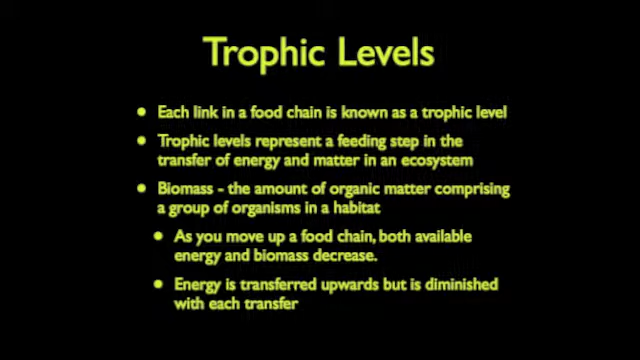 Trophic Levels
• Each link in a food chain is known as a trophic level
• Trophic levels represent a feeding step in the
transfer of energy and matter in an ecosystem
• Biomass - the amount of organic matter comprising
a group of organisms in a habitat
• As you move up a food chain, both available
energy and biomass decrease.
• Energy is transferred upwards but is diminished
with each transfer